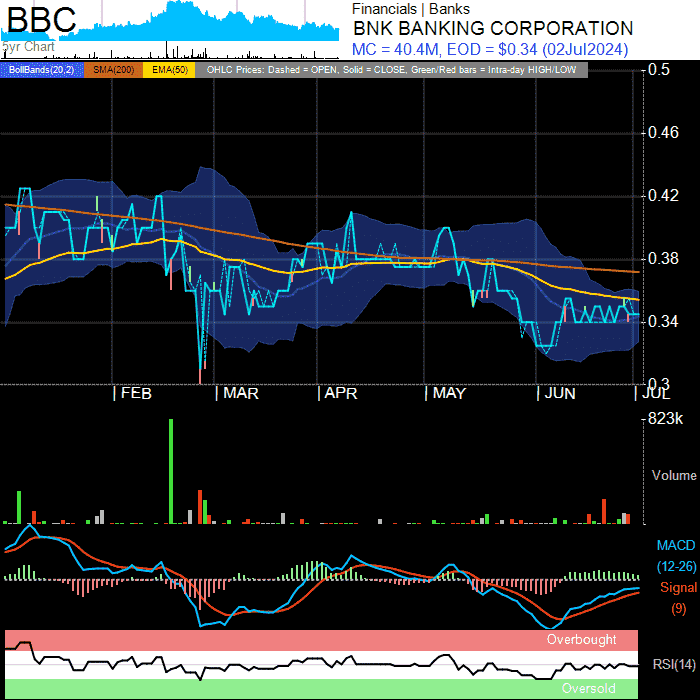 BBC
5yr Chart
Financials | Banks
BNK BANKING CORPORATION
MC = 40.4M, EOD = $0.34 (02Jul2024)
BollBands(20,2) SMA(200) EMA(50) OHLC Prices: Dashed = OPEN, Solid = CLOSE, Green/Red bars = Intra-day HIGH/LOW
0.5
0.46
0.42
0.38
0.34
0.3
FEB MAR APR MAY JUN JUL
823k
Volume
MACD
(12-26)
Signal
(9)
Overbought
RSI(14)
Oversold